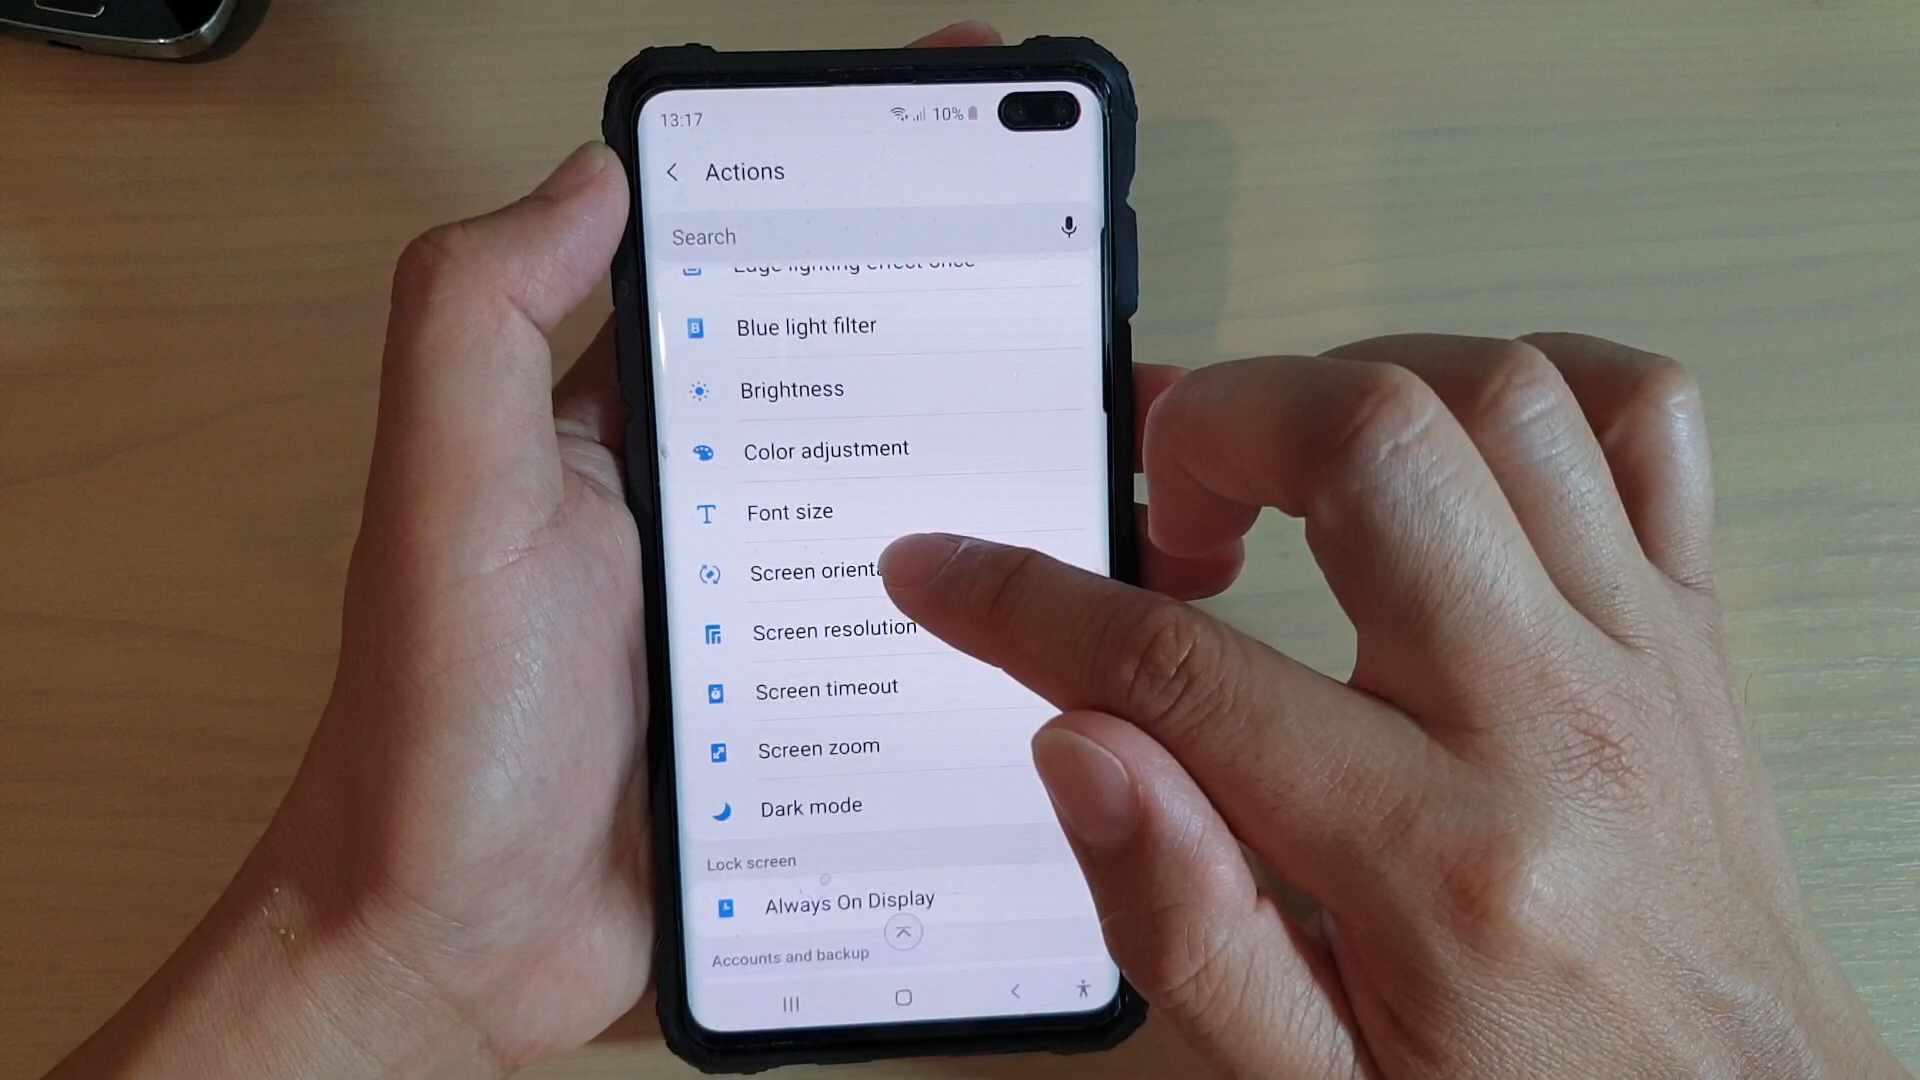 13:17
10%
Actions
Search
Edge lighting effect once
Blue light filter
Brightness
Color adjustment
Font size
Screen orienta
Screen resolution
Screen timeout
Screen zoom
Dark mode
Lock screen
Always On Display
Accounts and backup